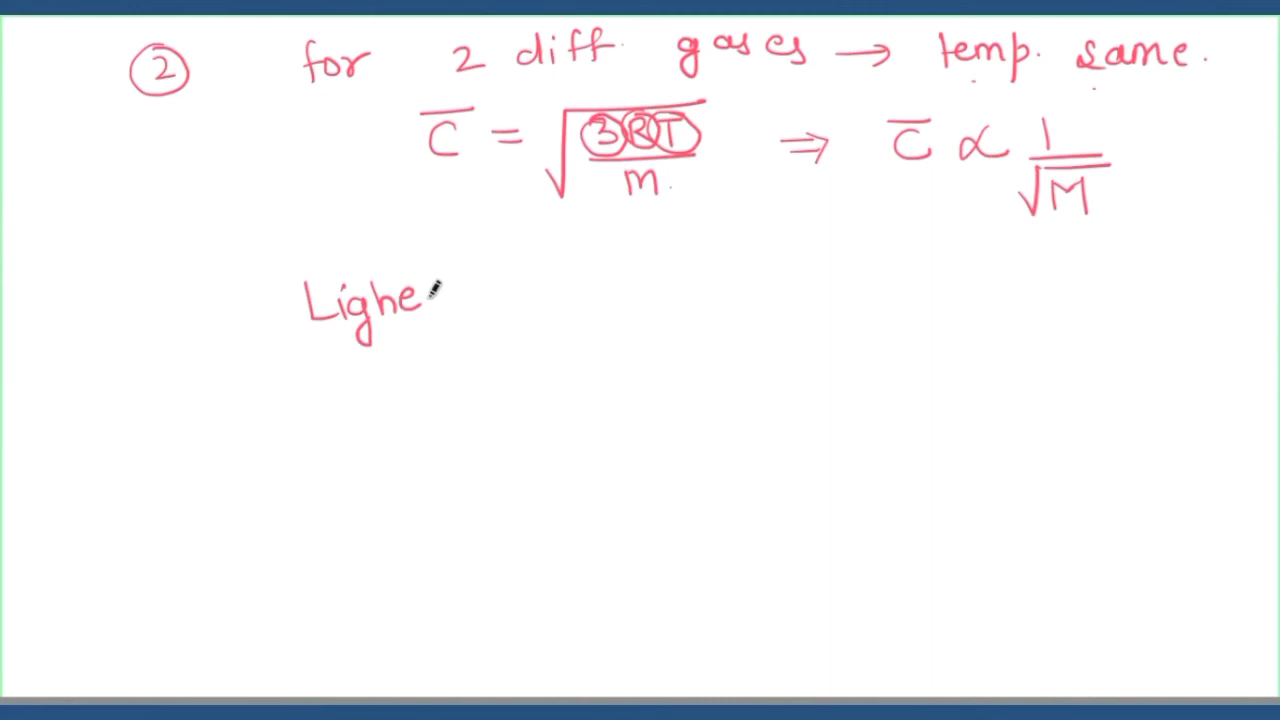 ② for 2 diff. gases → temp. same.
C̅ = √(3RT/m) ⇒ C̅ ∝ 1/√M
Lighe